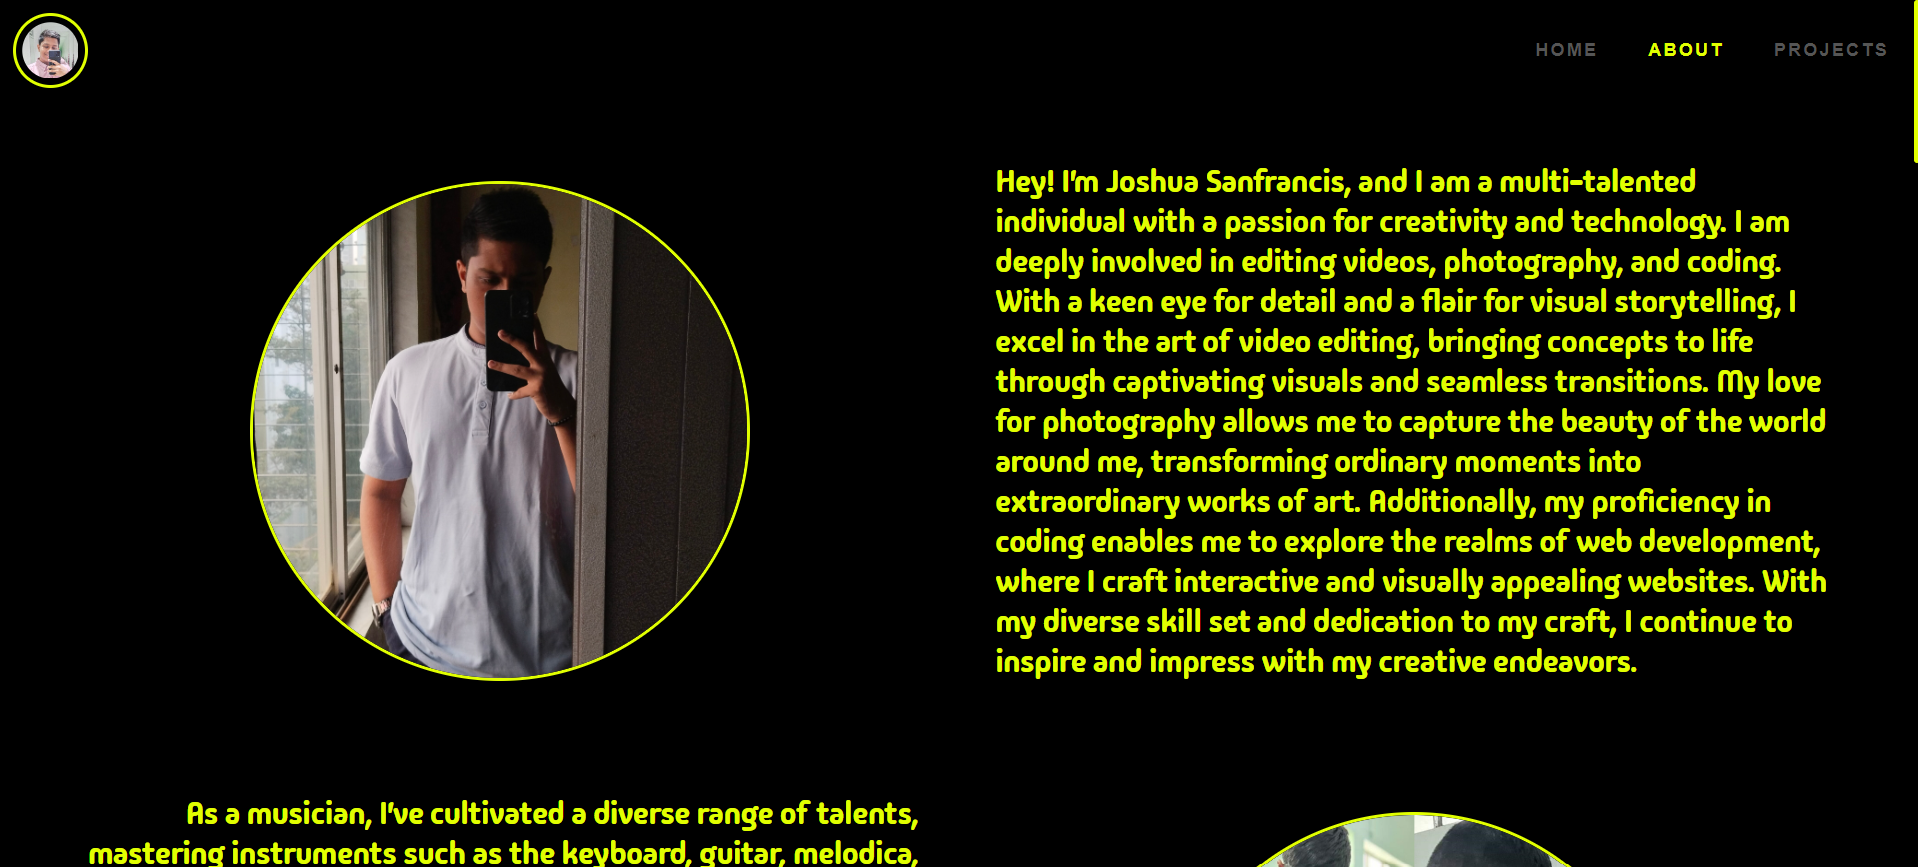 HOME ABOUT PROJECTS
Hey! I'm Joshua Sanfrancis, and I am a multi-talented
individual with a passion for creativity and technology. I am
deeply involved in editing videos, photography, and coding.
With a keen eye for detail and a flair for visual storytelling, I
excel in the art of video editing, bringing concepts to life
through captivating visuals and seamless transitions. My love
for photography allows me to capture the beauty of the world
around me, transforming ordinary moments into
extraordinary works of art. Additionally, my proficiency in
coding enables me to explore the realms of web development,
where I craft interactive and visually appealing websites. With
my diverse skill set and dedication to my craft, I continue to
inspire and impress with my creative endeavors.
As a musician, I've cultivated a diverse range of talents,
mastering instruments such as the keyboard, guitar, melodica,